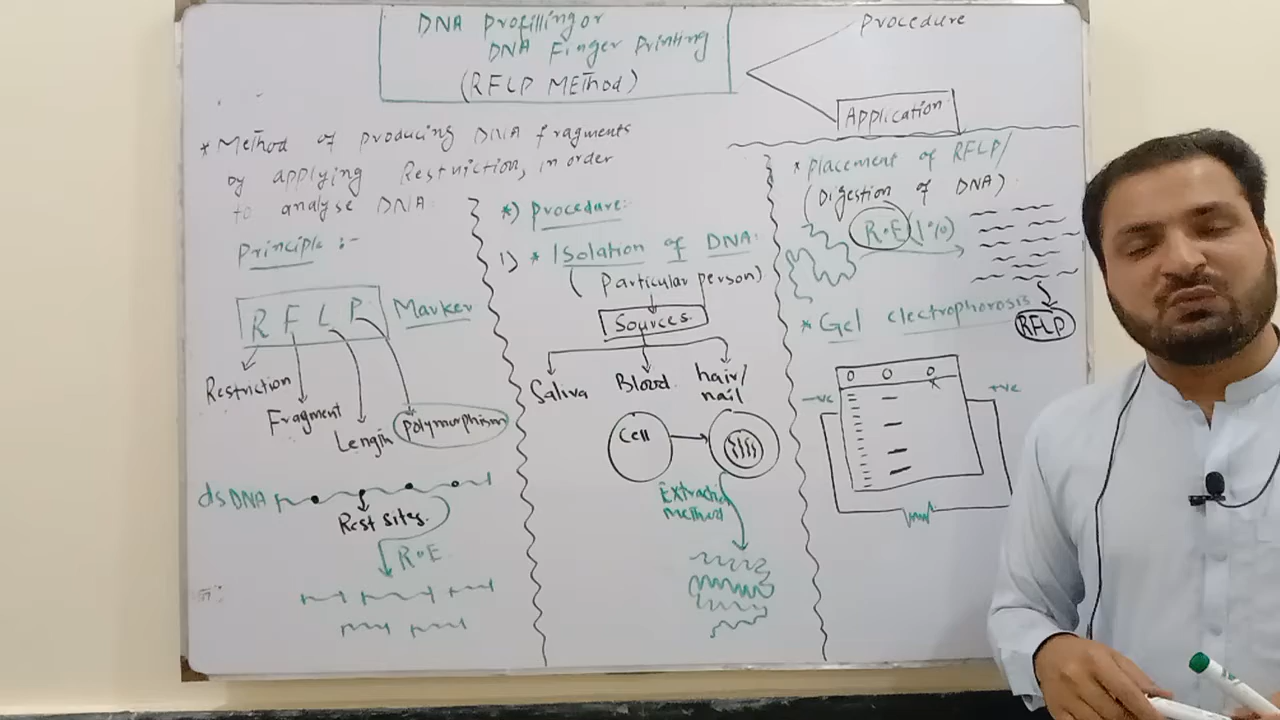 DNA Profilling or
DNA Finger Printing
(RFLP Method)
Procedure
Application
* Method of producing DNA fragments
by applying Restriction, in order
to analyse DNA
Principle :-
RFLP Marker
Restriction
Fragment
Length
polymorphism
dsDNA
Rest sites.
R.E
*) procedure:
1) * Isolation of DNA:
( Particular person)
Sources
Saliva
Blood
hair/
nail
Cell
Extraction
method
* placement of RFLP/
(Digestion of DNA)
R.E (1%)
RFLP
* Gel electrophorosis
-ve
+ve